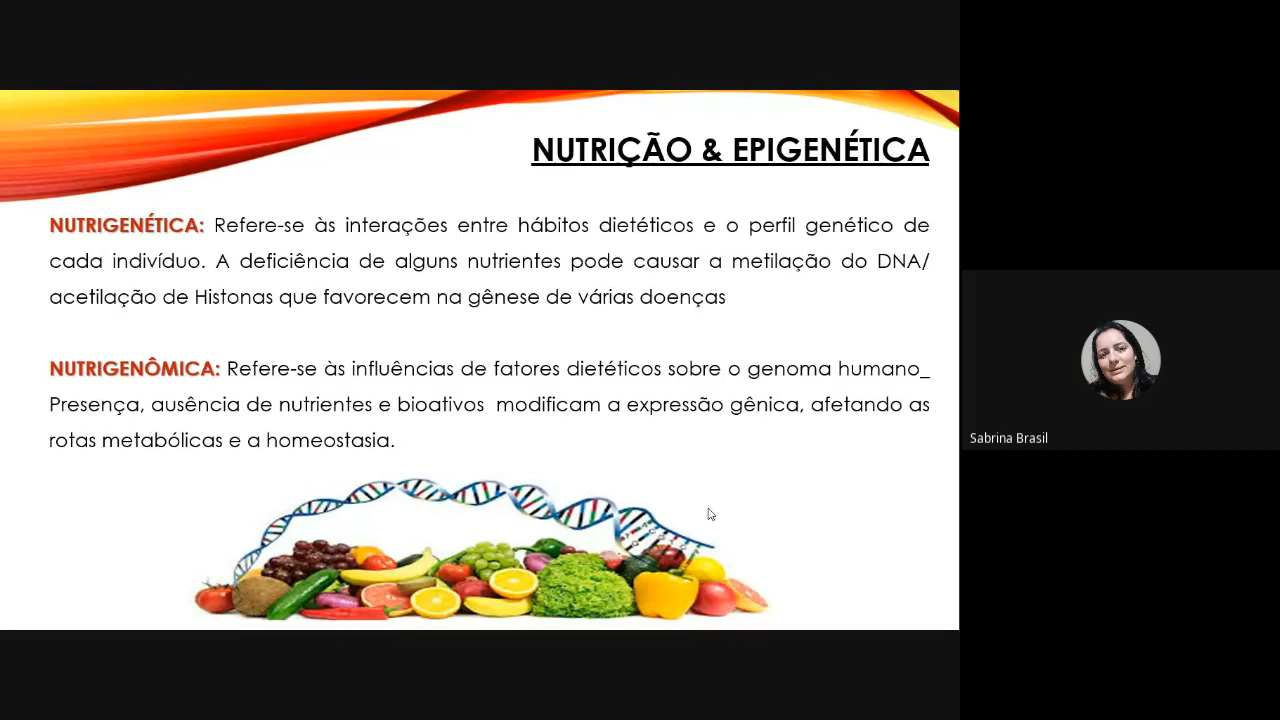 NUTRIÇÃO & EPIGENÉTICA
NUTRIGENÉTICA: Refere-se às interações entre hábitos dietéticos e o perfil genético de
cada indivíduo. A deficiência de alguns nutrientes pode causar a metilação do DNA/
acetilação de Histonas que favorecem na gênese de várias doenças
NUTRIGENÔMICA: Refere-se às influências de fatores dietéticos sobre o genoma humano_
Presença, ausência de nutrientes e bioativos modificam a expressão gênica, afetando as
rotas metabólicas e a homeostasia.
Sabrina Brasil